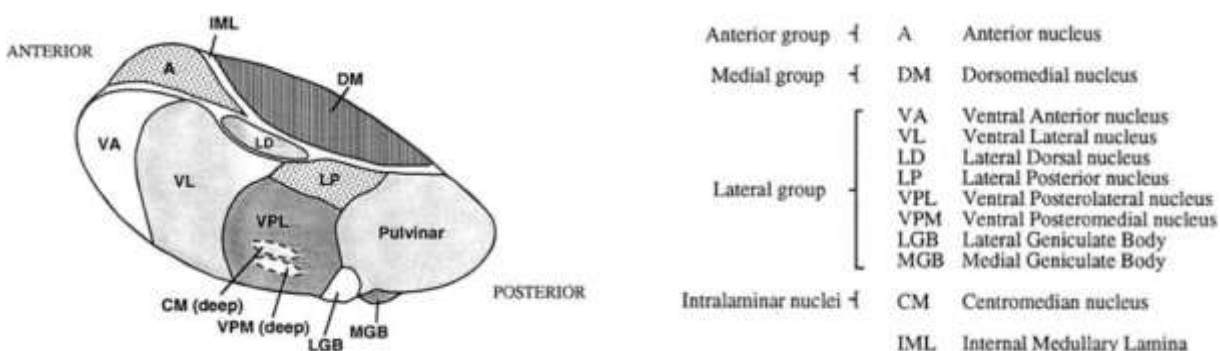 IML
ANTERIOR
A
DM
VA
LD
VL
LP
VPL
Pulvinar
CM (deep)
POSTERIOR
VPM (deep)
MGB
LGB
Anterior group { A Anterior nucleus
Medial group { DM Dorsomedial nucleus
VA Ventral Anterior nucleus
VL Ventral Lateral nucleus
LD Lateral Dorsal nucleus
Lateral group LP Lateral Posterior nucleus
VPL Ventral Posterolateral nucleus
VPM Ventral Posteromedial nucleus
LGB Lateral Geniculate Body
MGB Medial Geniculate Body
Intralaminar nuclei { CM Centromedian nucleus
IML Internal Medullary Lamina